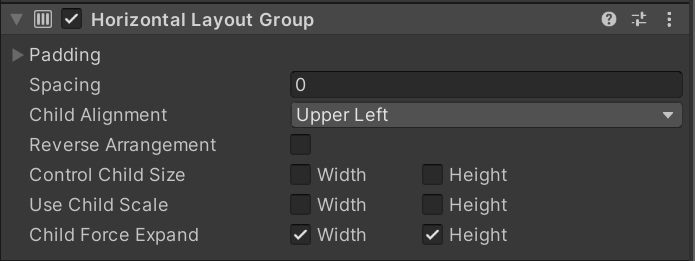 Horizontal Layout Group
Padding
Spacing 0
Child Alignment Upper Left
Reverse Arrangement
Control Child Size Width Height
Use Child Scale Width Height
Child Force Expand Width Height